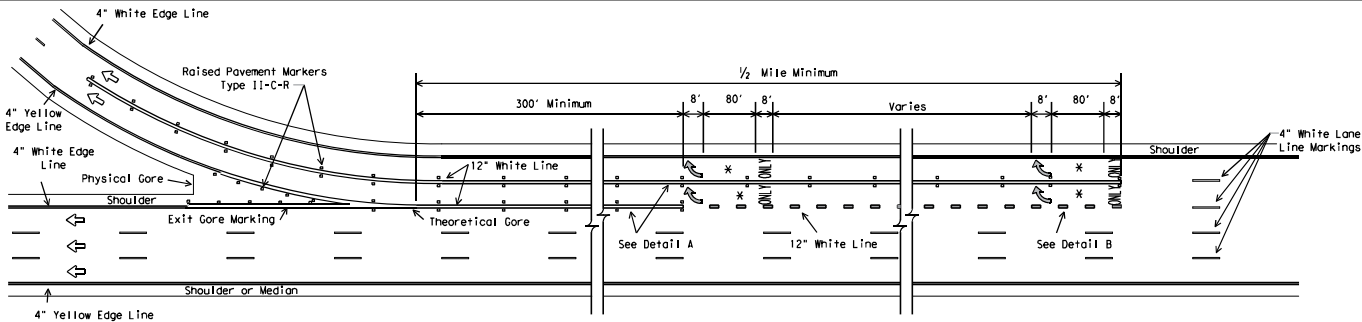 4" White Edge Line
Raised Pavement Markers
Type II-C-R
½ Mile Minimum
300' Minimum
8'
80'
8'
Varies
8'
80'
8'
4" Yellow
Edge Line
4" White Edge
Line
Physical Gore
Shoulder
Exit Gore Marking
12" White Line
Theoretical Gore
See Detail A
*
ONLY
*
ONLY
12" White Line
*
ONLY
*
ONLY
See Detail B
Shoulder
4" White Lane
Line Markings
Shoulder or Median
4" Yellow Edge Line